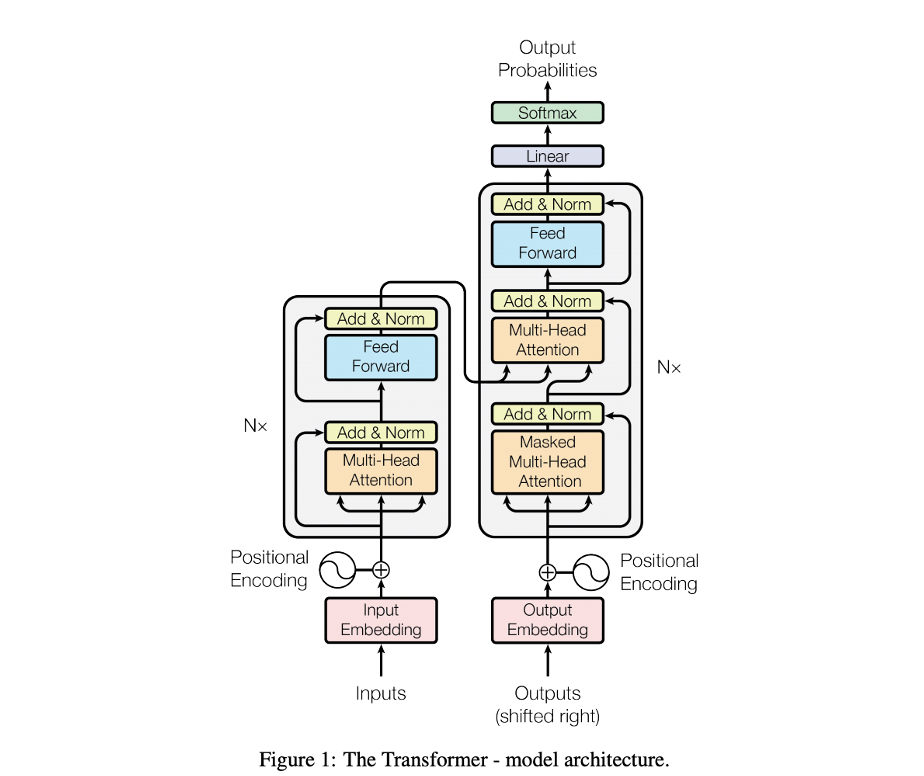 Output
Probabilities
Softmax
Linear
Add & Norm
Feed
Forward
Add & Norm
Multi-Head
Attention
Add & Norm
Masked
Multi-Head
Attention
N×
Add & Norm
Feed
Forward
Add & Norm
Multi-Head
Attention
N×
Positional
Encoding
Positional
Encoding
Input
Embedding
Output
Embedding
Inputs
Outputs
(shifted right)
Figure 1: The Transformer - model architecture.